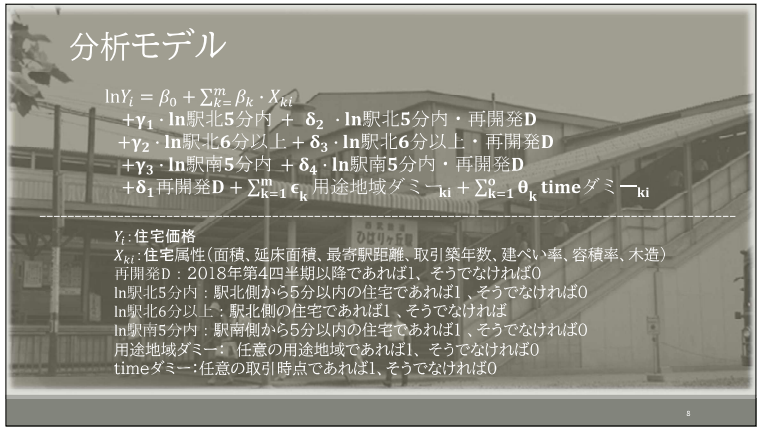 分析モデル
lnYᵢ = β₀ + ∑ᵐₖ₌ βₖ · Xₖᵢ
+γ₁ · ln駅北5分内 + δ₂ · ln駅北5分内・再開発D
+γ₂ · ln駅北6分以上 + δ₃ · ln駅北6分以上・再開発D
+γ₃ · ln駅南5分内 + δ₄ · ln駅南5分内・再開発D
+δ₁再開発D + ∑ᵐₖ₌₁ ϵₖ 用途地域ダミーₖᵢ + ∑ᵒₖ₌₁ θₖ timeダミーₖᵢ
ひばりヶ丘
Yᵢ:住宅価格
Xₖᵢ:住宅属性(面積、延床面積、最寄駅距離、取引築年数、建ぺい率、容積率、木造)
再開発D:2018年第4四半期以降であれば1、そうでなければ0
ln駅北5分内:駅北側から5分以内の住宅であれば1、そうでなければ0
ln駅北6分以上:駅北側の住宅であれば1、そうでなければ
ln駅南5分内:駅南側から5分以内の住宅であれば1、そうでなければ0
用途地域ダミー: 任意の用途地域であれば1、そうでなければ0
timeダミー:任意の取引時点であれば1、そうでなければ0
8